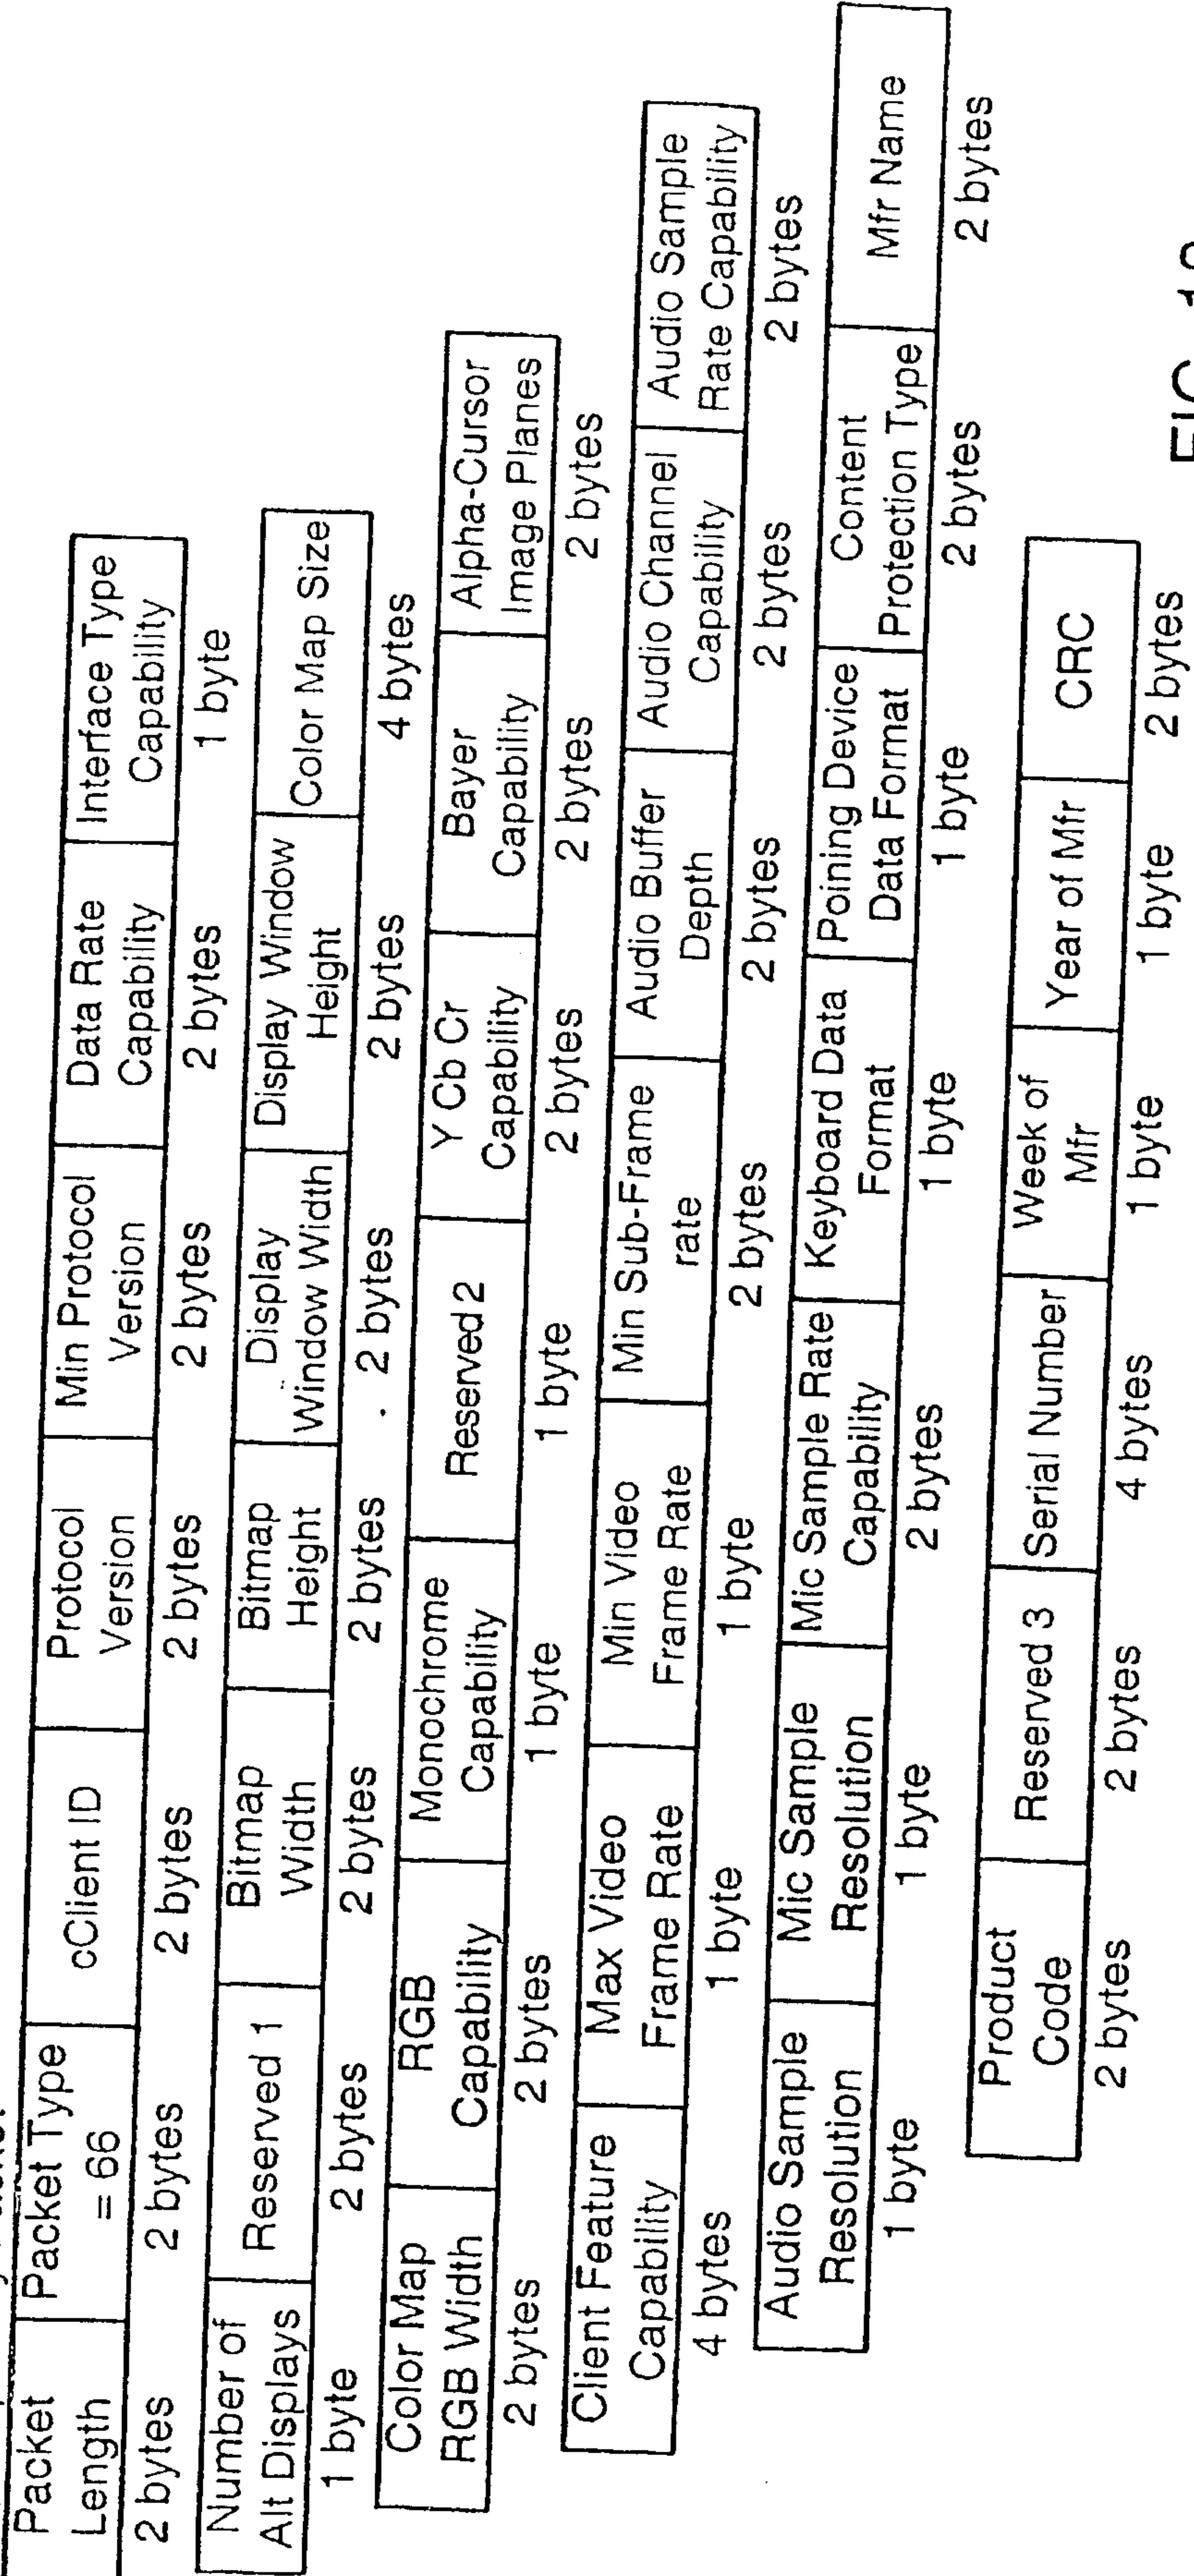 Packet Length
Packet Type = 66
cClient ID
Protocol Version
Min Protocol Version
Data Rate Capability
Interface Type Capability
2 bytes 2 bytes 2 bytes 2 bytes 2 bytes 2 bytes 1 byte
Number of Alt Displays
Reserved 1
Bitmap Width
Bitmap Height
Display Window Width
Display Window Height
Color Map Size
1 byte 2 bytes 2 bytes 2 bytes 2 bytes 2 bytes 4 bytes
Color Map RGB Width
RGB Capability
Monochrome Capability
Reserved 2
Y Cb Cr Capability
Bayer Capability
Alpha-Cursor Image Planes
2 bytes 2 bytes 1 byte 1 byte 2 bytes 2 bytes 2 bytes
Client Feature Capability
Max Video Frame Rate
Min Video Frame Rate
Min Sub-Frame rate
Audio Buffer Depth
Audio Channel Capability
Audio Sample Rate Capability
4 bytes 1 byte 1 byte 2 bytes 2 bytes 2 bytes 2 bytes
Audio Sample Resolution
Mic Sample Resolution
Mic Sample Rate Capability
Keyboard Data Format
Poining Device Data Format
Content Protection Type
Mfr Name
1 byte 1 byte 2 bytes 1 byte 1 byte 2 bytes 2 bytes
Product Code
Reserved 3
Serial Number
Week of Mfr
Year of Mfr
CRC
2 bytes 2 bytes 4 bytes 1 byte 1 byte 2 bytes